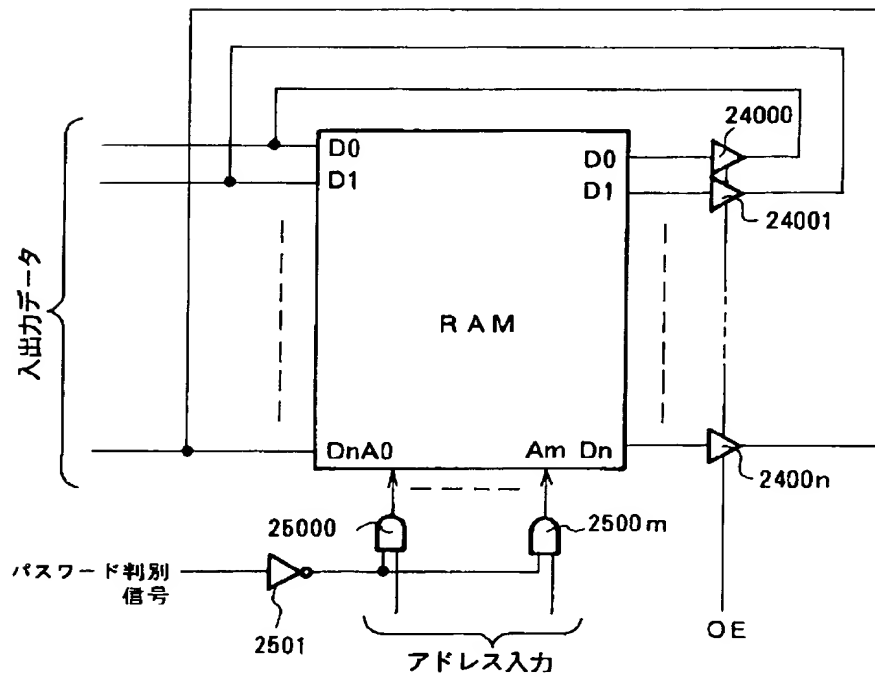 24000
D0
D0
D1
D1
24001
入出力データ
RAM
DnA0
Am
Dn
2400n
25000
2500m
パスワード判別
信号
2501
OE
アドレス入力